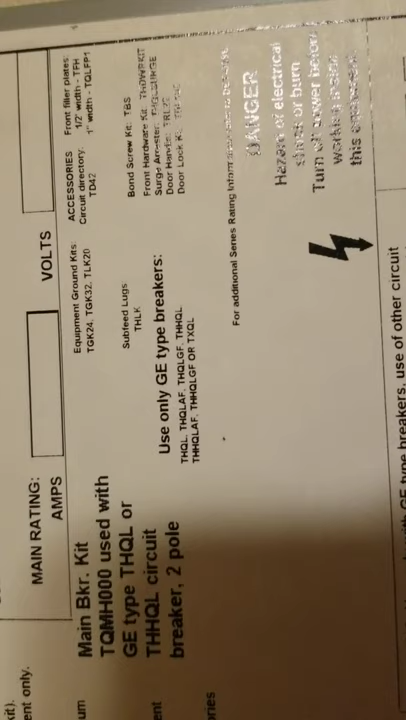 MAIN RATING:
AMPS
VOLTS
Main Bkr. Kit
TQMH000 used with
GE type THQL or
THHQL circuit
breaker, 2 pole
Equipment Ground Kits:
TGK24, TGK32, TLK20
Subfeed Lugs
THLK
Use only GE type breakers:
THQL, THQLAF, THQLGF, THHQL
THHQLAF, THHQLGF OR TXQL
ACCESSORIES
Circuit directory:
TD42
Front filler plates:
1/2" width - TFH
1" width - TQLFP1
Bond Screw Kit: TBS
Front Hardware Kit:
Surge Arrester:
Door Handle:
Door Lock
For additional Series Rating
DANGER
Hazard of electrical
shock or burn
Turn off power before
working inside
this
kit).
ent only.
um
ent
ories
GE type breakers, use of other circuit